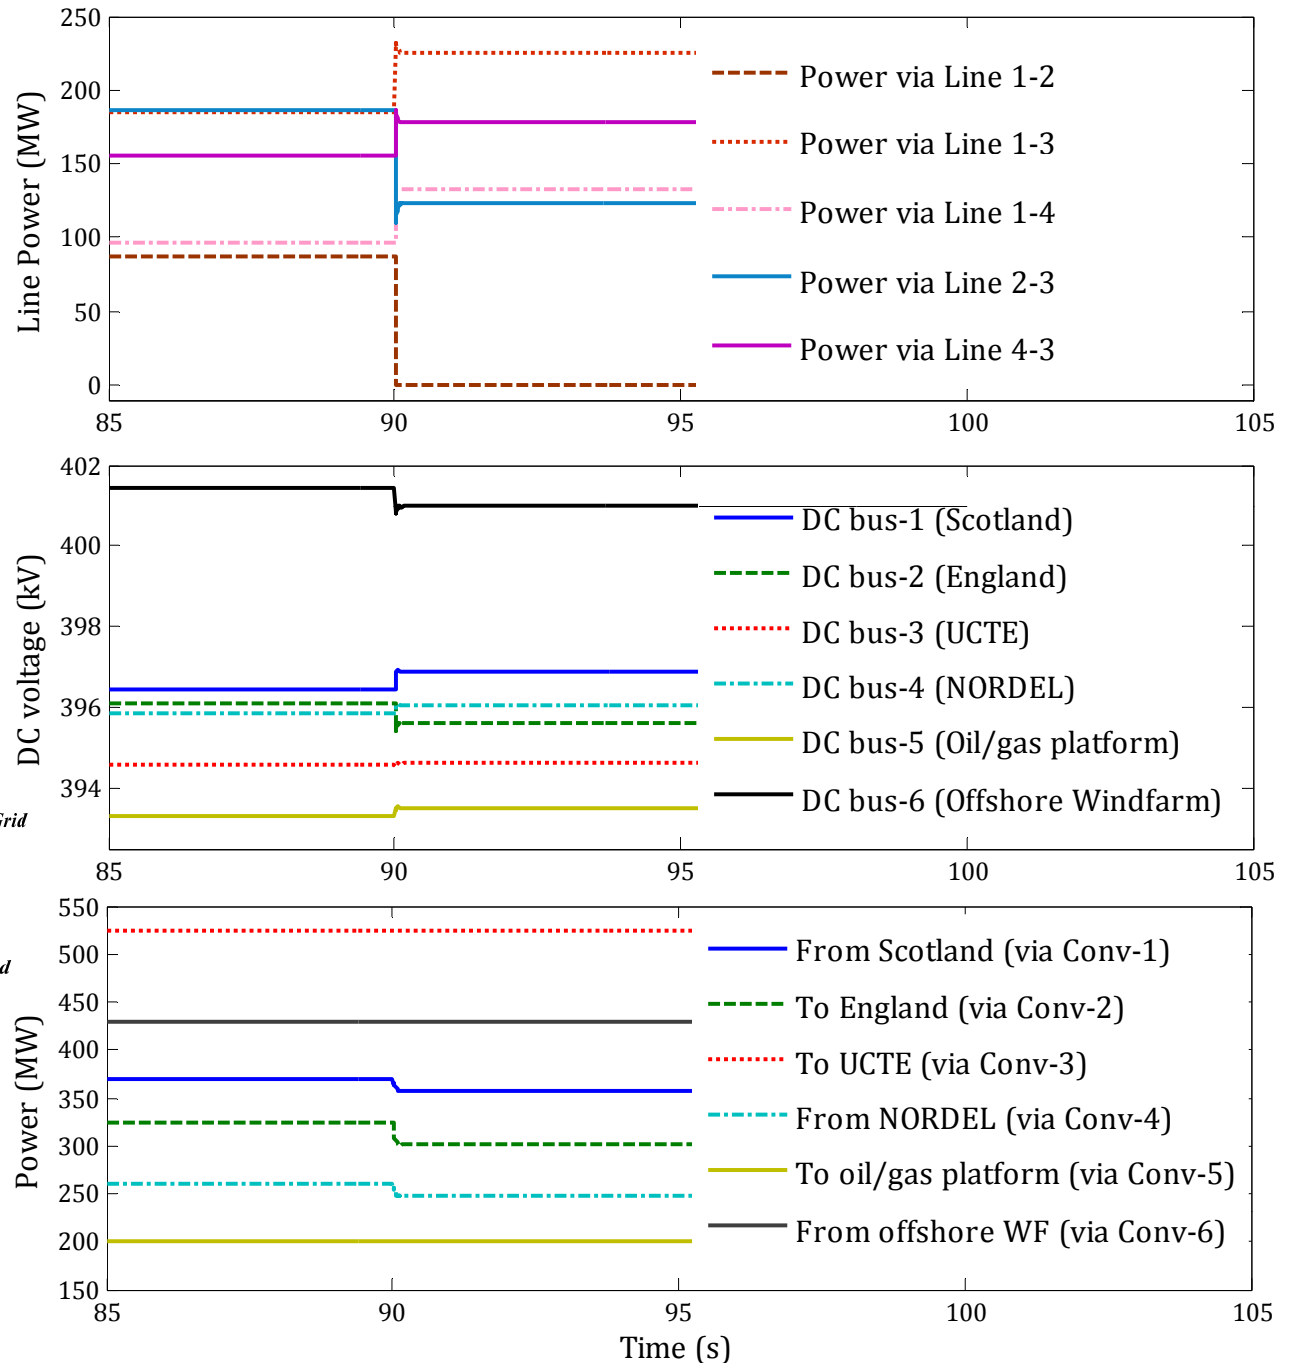 250
200
150
100
50
0
Line Power (MW)
Power via Line 1-2
Power via Line 1-3
Power via Line 1-4
Power via Line 2-3
Power via Line 4-3
85 90 95 100 105
402
400
398
396
394
DC voltage (kV)
DC bus-1 (Scotland)
DC bus-2 (England)
DC bus-3 (UCTE)
DC bus-4 (NORDEL)
DC bus-5 (Oil/gas platform)
DC bus-6 (Offshore Windfarm)
Grid
85 90 95 100 105
550
500
450
400
350
300
250
200
150
d
Power (MW)
From Scotland (via Conv-1)
To England (via Conv-2)
To UCTE (via Conv-3)
From NORDEL (via Conv-4)
To oil/gas platform (via Conv-5)
From offshore WF (via Conv-6)
85 90 95 100 105
Time (s)